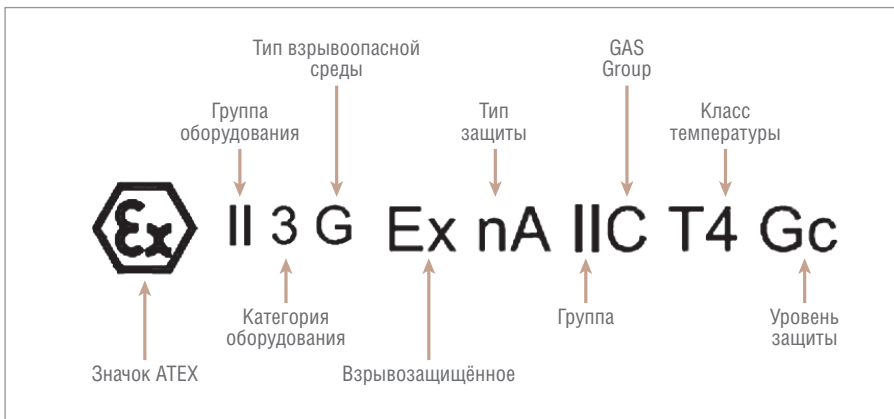 Тип взрывоопасной
среды
GAS
Group
Группа
оборудования
Тип
защиты
Класс
температуры
Ex II 3 G Ex nA IIC T4 Gc
Категория
оборудования
Группа
Уровень
защиты
Значок ATEX
Взрывозащищённое